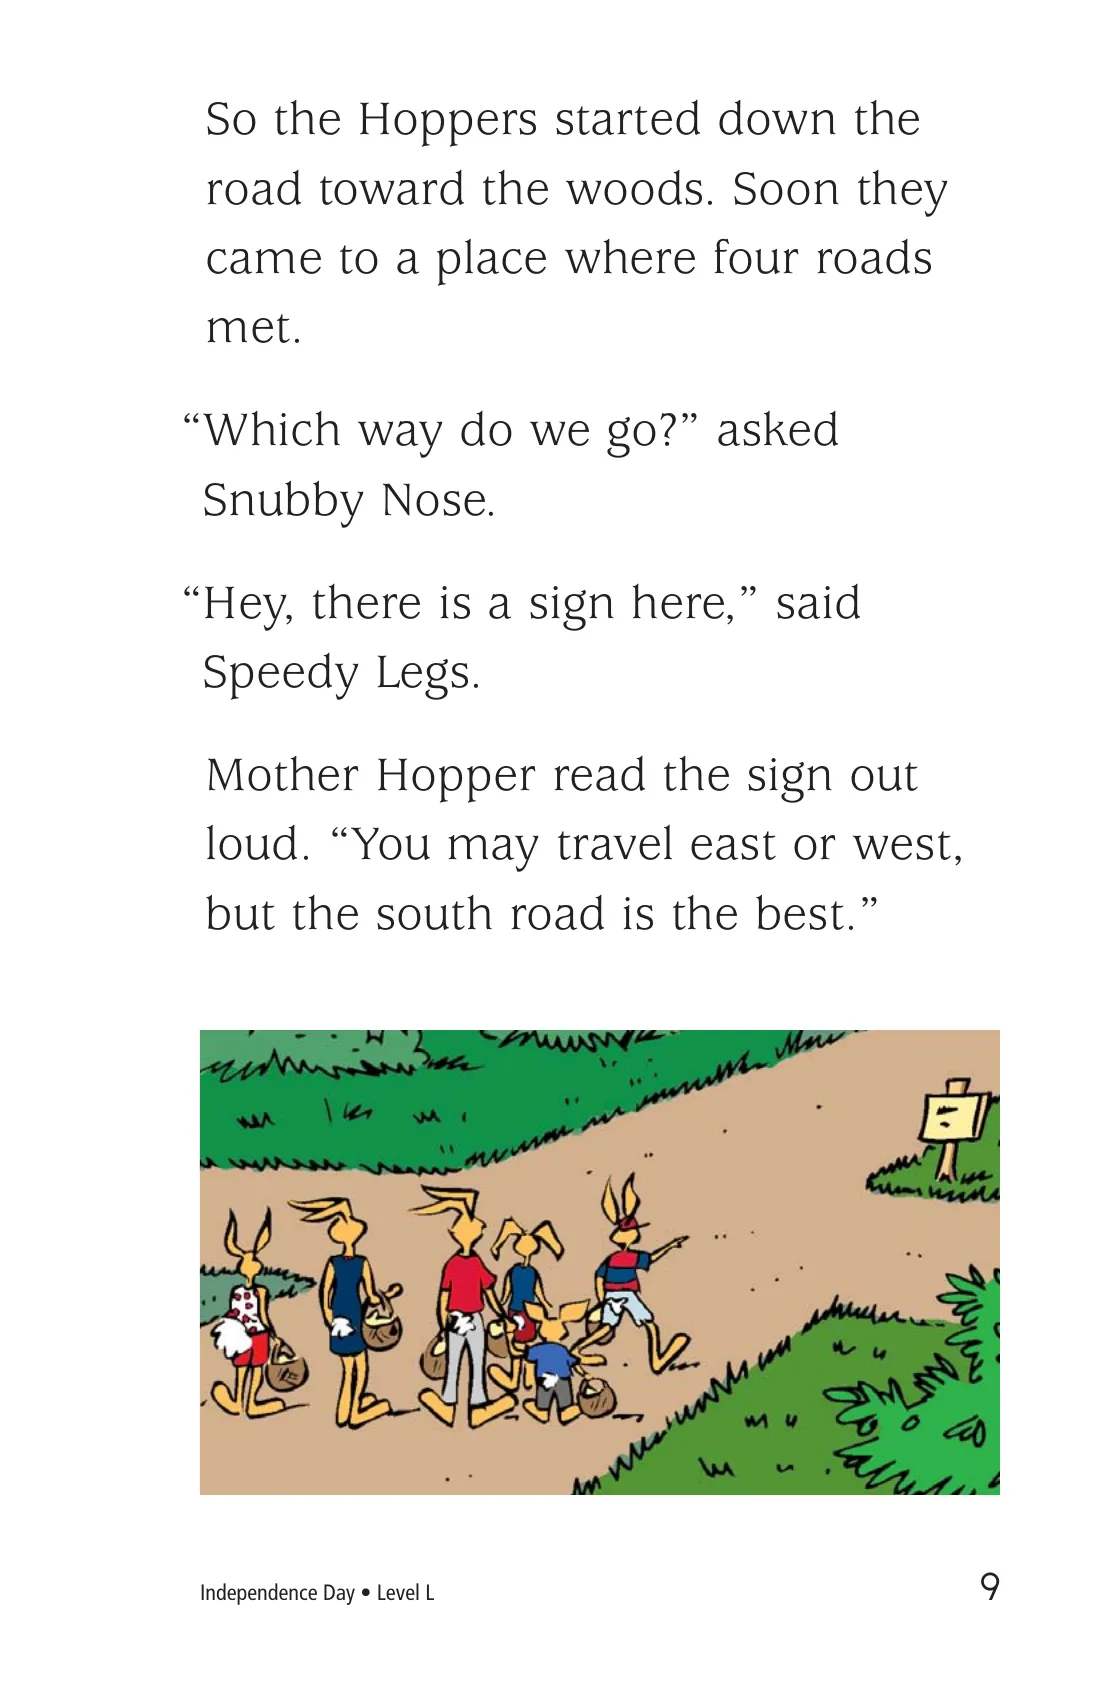 So the Hoppers started down the
road toward the woods. Soon they
came to a place where four roads
met.
“Which way do we go?” asked
Snubby Nose.
“Hey, there is a sign here,” said
Speedy Legs.
Mother Hopper read the sign out
loud. “You may travel east or west,
but the south road is the best.”
Independence Day • Level L
9